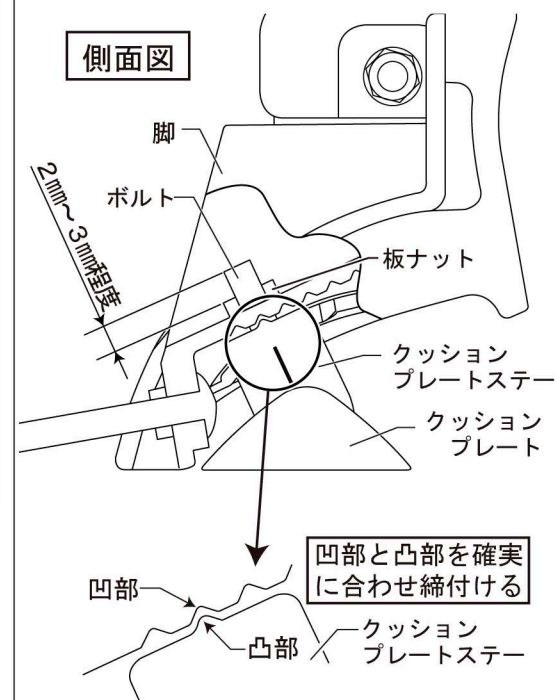 側面図
脚
ボルト
2㎜〜3㎜程度
板ナット
クッション
プレートステー
クッション
プレート
凹部と凸部を確実
に合わせ締付ける
凹部
凸部
クッション
プレートステー